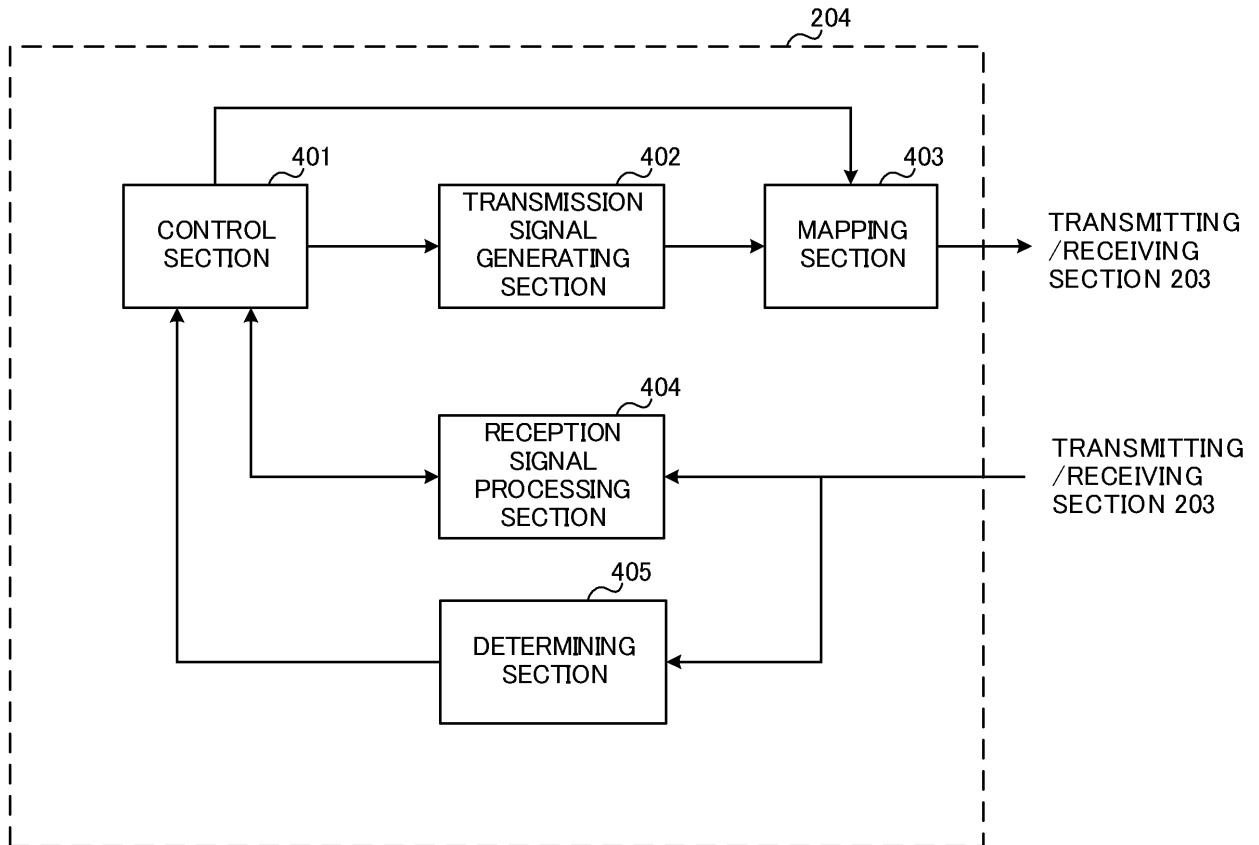 204
401
CONTROL
SECTION
402
TRANSMISSION
SIGNAL
GENERATING
SECTION
403
MAPPING
SECTION
TRANSMITTING
/RECEIVING
SECTION 203
404
RECEPTION
SIGNAL
PROCESSING
SECTION
TRANSMITTING
/RECEIVING
SECTION 203
405
DETERMINING
SECTION